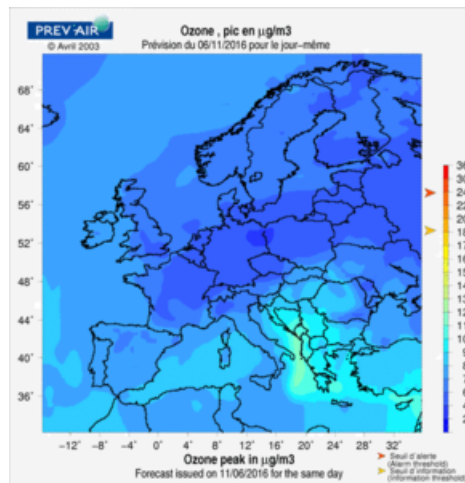 PREV'AIR
© Avril 2003
Ozone , pic en µg/m3
Prévision du 06/11/2016 pour le jour-même
68°
64°
60°
56°
52°
48°
44°
40°
36°
-12° -8° -4° 0° 4° 8° 12° 16° 20° 24° 28° 32°
Ozone peak in µg/m3
Forecast issued on 11/06/2016 for the same day
Seuil d'alerte
(Alarm threshold)
Seuil d'information
(Information threshold)